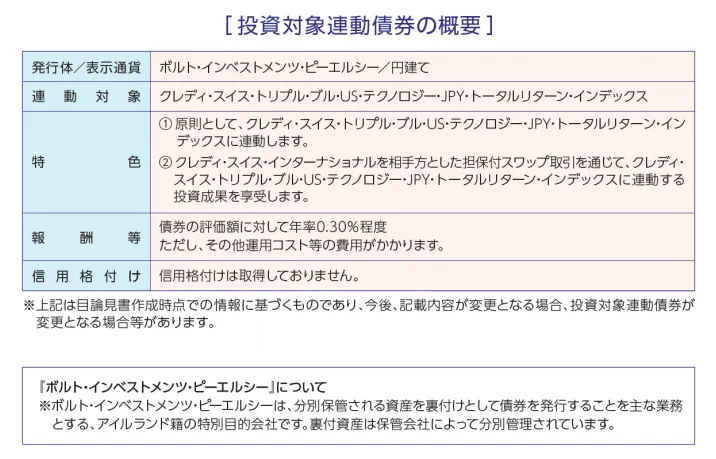 ［投資対象連動債券の概要］
発行体／表示通貨 ボルト・インベストメンツ・ピーエルシー／円建て
連動対象 クレディ・スイス・トリプル・ブル・US・テクノロジー・JPY・トータルリターン・インデックス
① 原則として、クレディ・スイス・トリプル・ブル・US・テクノロジー・JPY・トータルリターン・イン
デックスに連動します。
特色 ② クレディ・スイス・インターナショナルを相手方とした担保付スワップ取引を通じて、クレディ・
スイス・トリプル・ブル・US・テクノロジー・JPY・トータルリターン・インデックスに連動する
投資成果を享受します。
報酬等 債券の評価額に対して年率0.30％程度
ただし、その他運用コスト等の費用がかかります。
信用格付け 信用格付けは取得しておりません。
※上記は目論見書作成時点での情報に基づくものであり、今後、記載内容が変更となる場合、投資対象連動債券が
変更となる場合等があります。
『ボルト・インベストメンツ・ピーエルシー』について
※ボルト・インベストメンツ・ピーエルシーは、分別保管される資産を裏付けとして債券を発行することを主な業務
とする、アイルランド籍の特別目的会社です。裏付資産は保管会社によって分別管理されています。